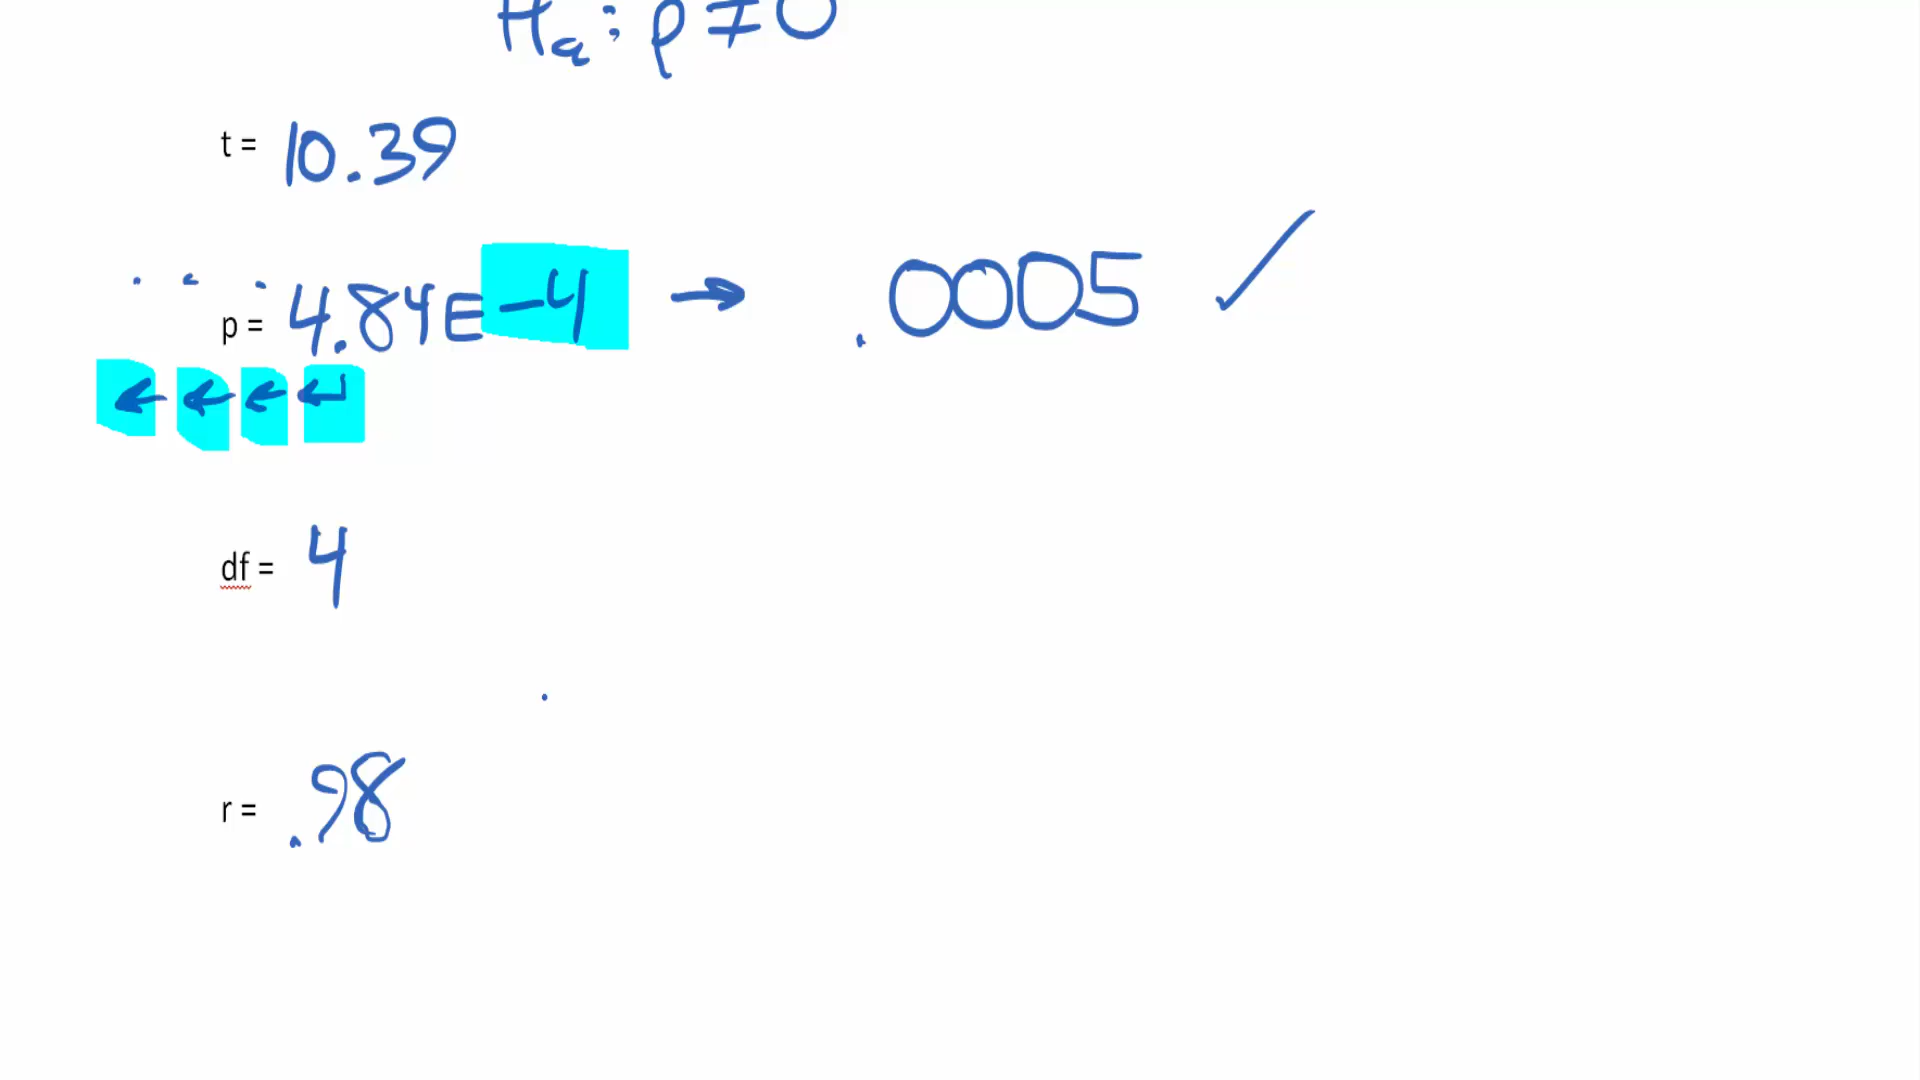 Ha: ρ ≠ 0
t = 10.39
p = 4.84E-4 → .0005 ✓
← ← ← ←
df = 4
r = .98